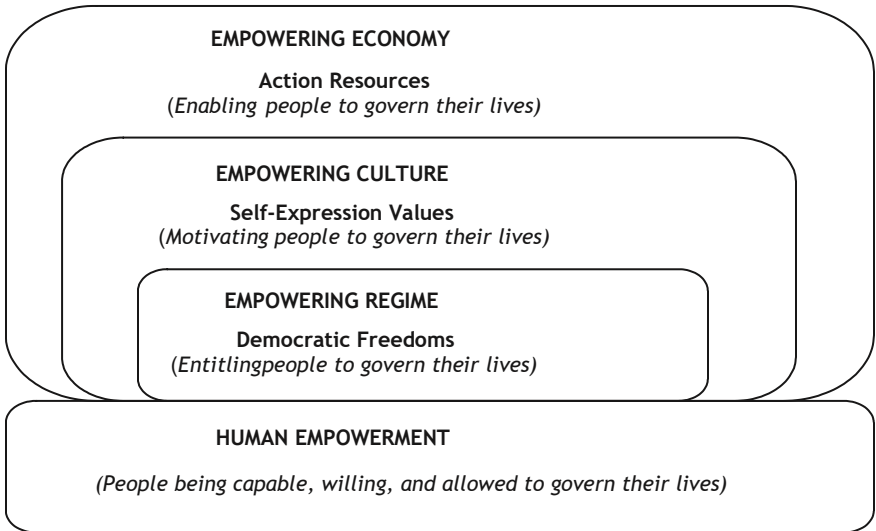 EMPOWERING ECONOMY
Action Resources
(Enabling people to govern their lives)
EMPOWERING CULTURE
Self-Expression Values
(Motivating people to govern their lives)
EMPOWERING REGIME
Democratic Freedoms
(Entitlingpeople to govern their lives)
HUMAN EMPOWERMENT
(People being capable, willing, and allowed to govern their lives)